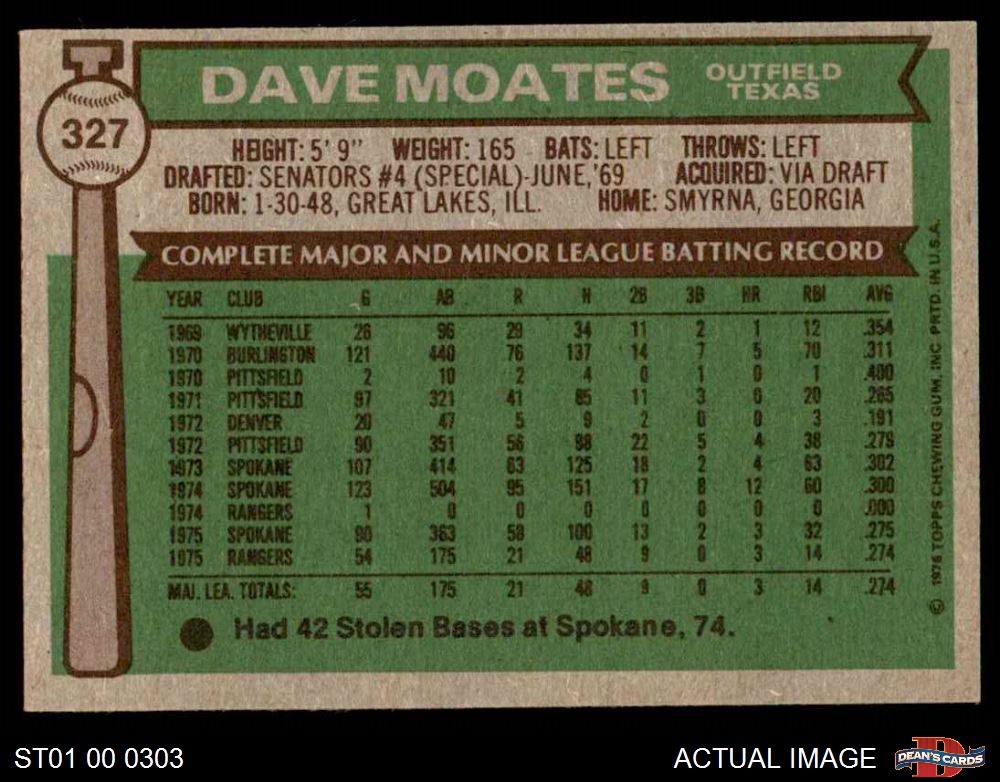 DAVE MOATES OUTFIELD
TEXAS
327
HEIGHT: 5' 9" WEIGHT: 165 BATS: LEFT THROWS: LEFT
DRAFTED: SENATORS #4 (SPECIAL)-JUNE,'69 ACQUIRED: VIA DRAFT
BORN: 1-30-48, GREAT LAKES, ILL. HOME: SMYRNA, GEORGIA
COMPLETE MAJOR AND MINOR LEAGUE BATTING RECORD
YEAR CLUB G AB R H 2B 3B HR RBI AVG
1969 WYTHEVILLE 26 96 29 34 11 2 1 12 .354
1970 BURLINGTON 121 440 76 137 14 7 5 70 .311
1970 PITTSFIELD 2 10 2 4 0 1 0 1 .400
1971 PITTSFIELD 97 321 41 85 11 3 0 20 .265
1972 DENVER 20 47 5 9 2 0 0 3 .191
1972 PITTSFIELD 90 351 56 98 22 5 4 38 .279
1973 SPOKANE 107 414 63 125 18 2 4 63 .302
1974 SPOKANE 123 504 95 151 17 8 12 60 .300
1974 RANGERS 1 0 0 0 0 0 0 0 .000
1975 SPOKANE 90 363 58 100 13 2 3 32 .275
1975 RANGERS 54 175 21 48 9 0 3 14 .274
MAJ. LEA. TOTALS: 55 175 21 48 9 0 3 14 .274
Had 42 Stolen Bases at Spokane, 74.
© 1976 TOPPS CHEWING GUM, INC PRTD. IN U.S.A.
ST01 00 0303 ACTUAL IMAGE
D
DEAN'S CARDS